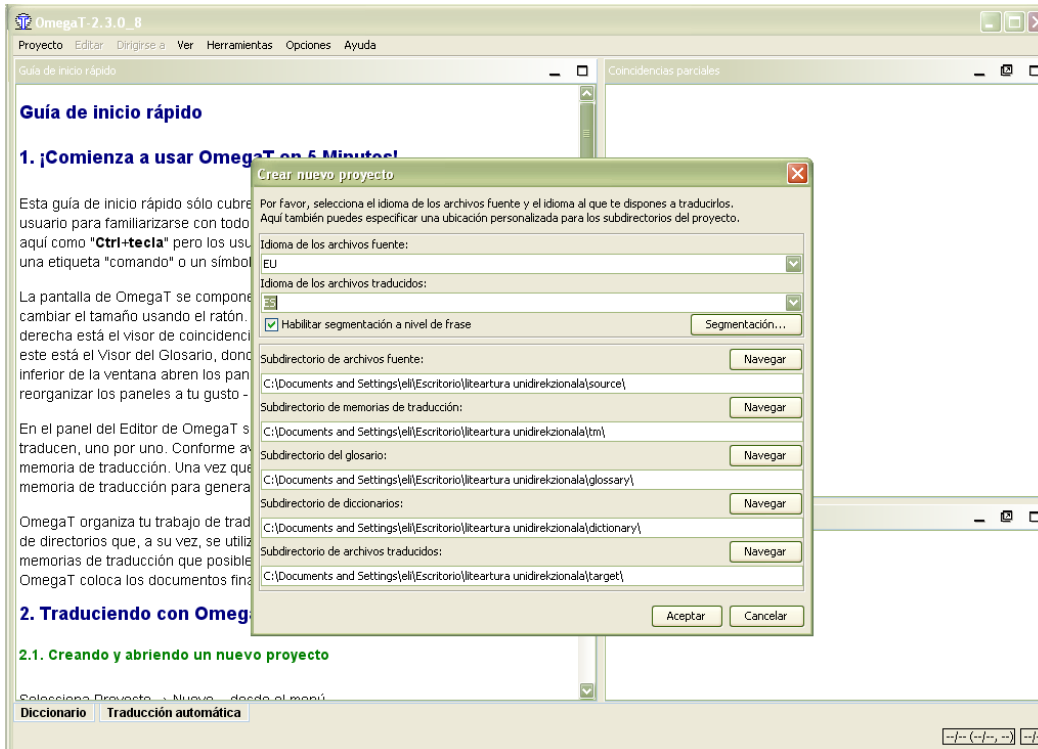 OmegaT-2.3.0_8
Proyecto Editar Dirigirse a Ver Herramientas Opciones Ayuda
Guía de inicio rápido
Coincidencias parciales
Guía de inicio rápido
1. ¡Comienza a usar OmegaT en 5 Minutos!
Esta guía de inicio rápido sólo cubre
usuario para familiarizarse con todo
aquí como "Ctrl+tecla" pero los usu
una etiqueta "comando" o un símbol
La pantalla de OmegaT se compone
cambiar el tamaño usando el ratón.
derecha está el visor de coincidenci
este está el Visor del Glosario, dond
inferior de la ventana abren los pan
reorganizar los paneles a tu gusto -
En el panel del Editor de OmegaT s
traducen, uno por uno. Conforme av
memoria de traducción. Una vez que
memoria de traducción para genera
OmegaT organiza tu trabajo de trad
de directorios que, a su vez, se utiliz
memorias de traducción que posible
OmegaT coloca los documentos fina
2. Traduciendo con Omeg
2.1. Creando y abriendo un nuevo proyecto
Selecciona Proyecto → Nuevo... desde el menú
Crear nuevo proyecto
Por favor, selecciona el idioma de los archivos fuente y el idioma al que te dispones a traducirlos.
Aquí también puedes especificar una ubicación personalizada para los subdirectorios del proyecto.
Idioma de los archivos fuente:
EU
Idioma de los archivos traducidos:
ES
Habilitar segmentación a nivel de frase
Segmentación...
Subdirectorio de archivos fuente:
Navegar
C:\Documents and Settings\eli\Escritorio\liteartura unidirekzionala\source\
Subdirectorio de memorias de traducción:
Navegar
C:\Documents and Settings\eli\Escritorio\liteartura unidirekzionala\tm\
Subdirectorio del glosario:
Navegar
C:\Documents and Settings\eli\Escritorio\liteartura unidirekzionala\glossary\
Subdirectorio de diccionarios:
Navegar
C:\Documents and Settings\eli\Escritorio\liteartura unidirekzionala\dictionary\
Subdirectorio de archivos traducidos:
Navegar
C:\Documents and Settings\eli\Escritorio\liteartura unidirekzionala\target\
Aceptar Cancelar
Diccionario Traducción automática
--/-- (--/--, --) --/-